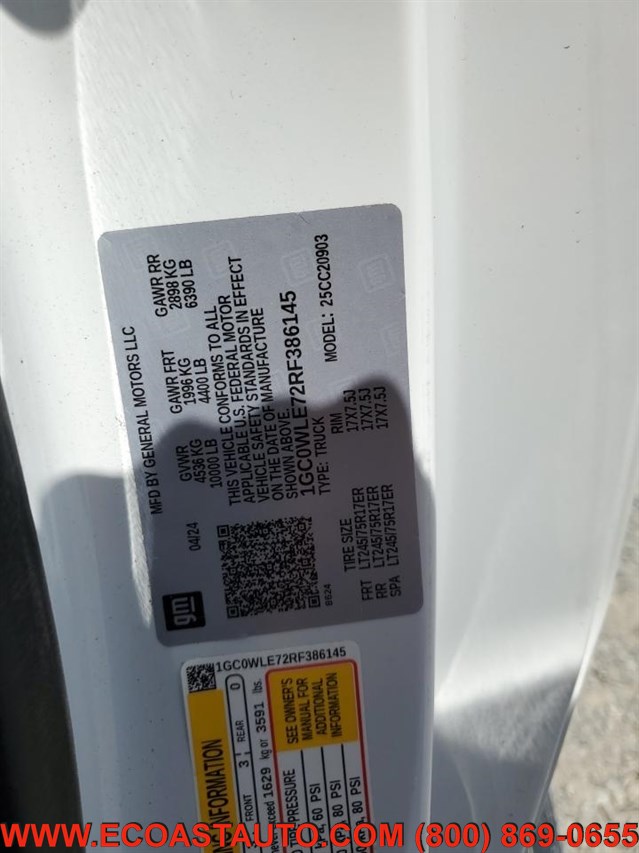 MFD BY GENERAL MOTORS LLC
04/24 GVWR GAWR FRT GAWR RR
4536 KG 1996 KG 2898 KG
10000 LB 4400 LB 6390 LB
THIS VEHICLE CONFORMS TO ALL
APPLICABLE U.S. FEDERAL MOTOR
VEHICLE SAFETY STANDARDS IN EFFECT
ON THE DATE OF MANUFACTURE
SHOWN ABOVE.
1GC0WLE72RF386145
TYPE: TRUCK MODEL: 25CC20903
gm
B624
TIRE SIZE RIM
FRT LT245/75R17ER 17X7.5J
RR LT245/75R17ER 17X7.5J
SPA LT245/75R17ER 17X7.5J
1GC0WLE72RF386145
INFORMATION
FRONT 3 REAR 0
exceed 1629 kg or 3591 lbs.
PRESSURE SEE OWNER'S
MANUAL FOR
ADDITIONAL
INFORMATION
60 PSI
80 PSI
80 PSI
WWW.ECOASTAUTO.COM (800) 869-0655